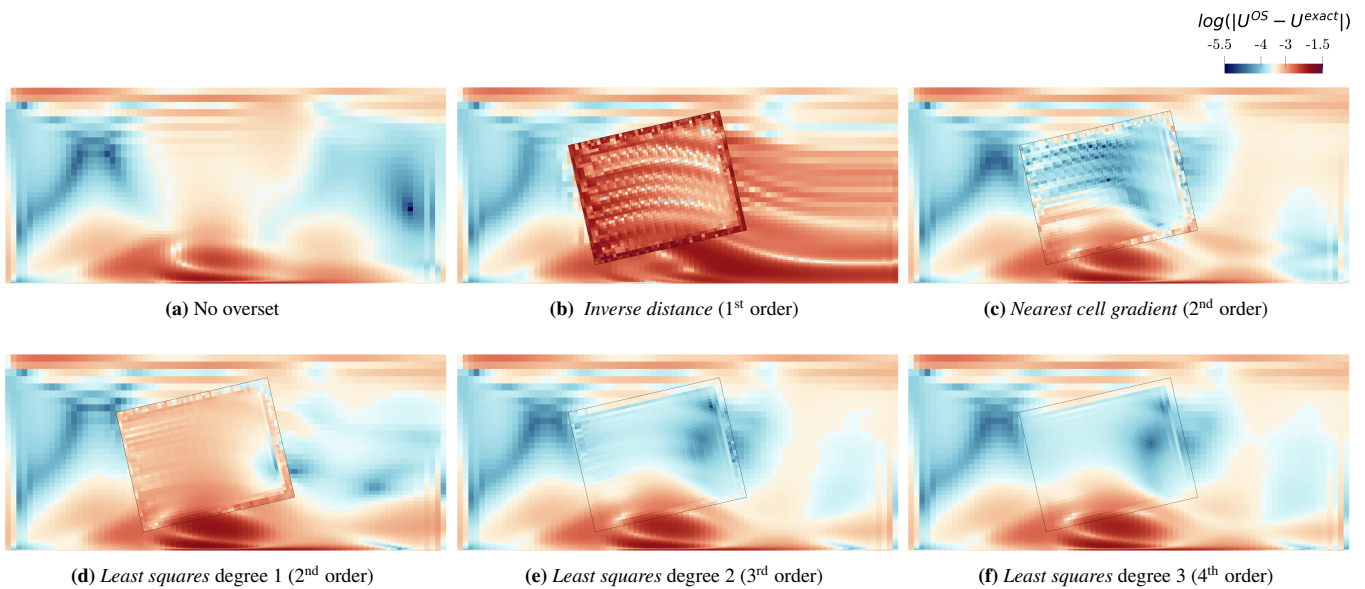 log(|U^OS − U^exact|)
-5.5 -4 -3 -1.5
(a) No overset
(b) Inverse distance (1st order)
(c) Nearest cell gradient (2nd order)
(d) Least squares degree 1 (2nd order)
(e) Least squares degree 2 (3rd order)
(f) Least squares degree 3 (4th order)